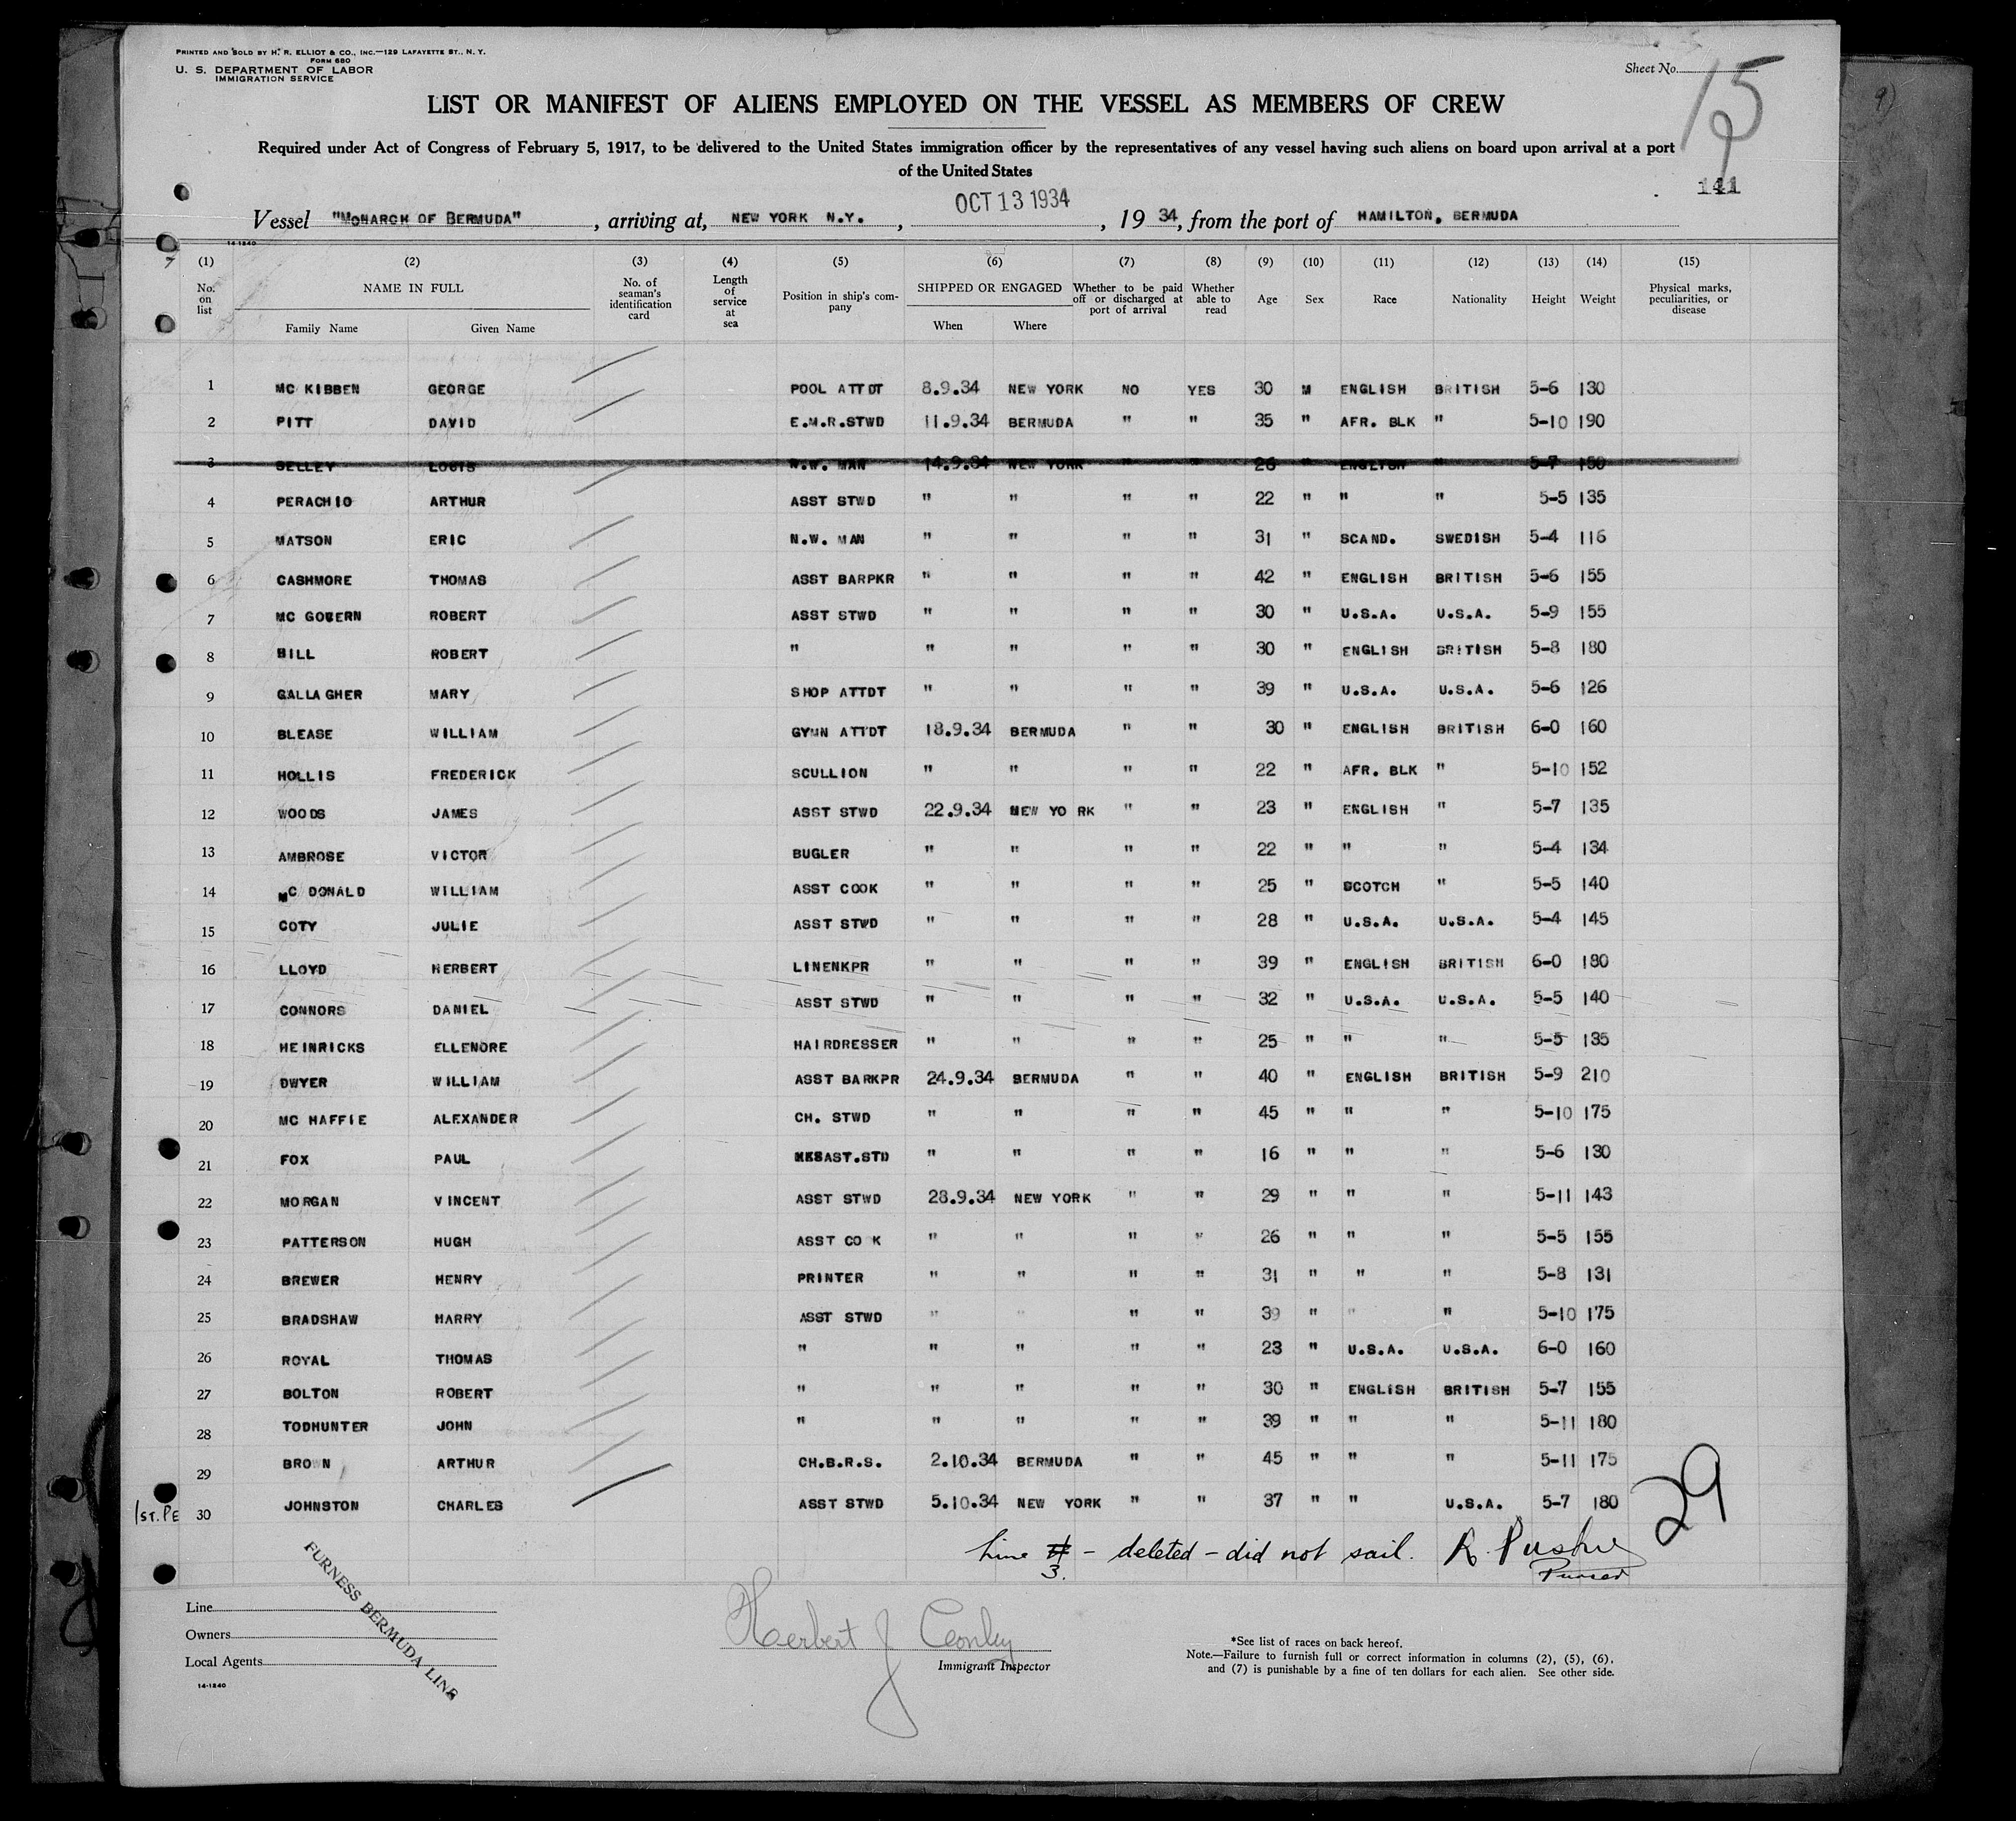 PRINTED AND SOLD BY H. R. ELLIOT & CO., INC.—129 LAFAYETTE ST., N. Y.
FORM 680
U. S. DEPARTMENT OF LABOR
IMMIGRATION SERVICE
Sheet No. 15
9
LIST OR MANIFEST OF ALIENS EMPLOYED ON THE VESSEL AS MEMBERS OF CREW
Required under Act of Congress of February 5, 1917, to be delivered to the United States immigration officer by the representatives of any vessel having such aliens on board upon arrival at a port
of the United States
141
OCT 13 1934
Vessel "MONARCH OF BERMUDA", arriving at, NEW YORK N.Y., , 1934, from the port of HAMILTON, BERMUDA
14-1240
(1) (2) (3) (4) (5) (6) (7) (8) (9) (10) (11) (12) (13) (14) (15)
No. on list NAME IN FULL Family Name Given Name No. of seaman's identification card Length of service at sea Position in ship's company SHIPPED OR ENGAGED When Where Whether to be paid off or discharged at port of arrival Whether able to read Age Sex Race Nationality Height Weight Physical marks, peculiarities, or disease
1 MC KIBBEN GEORGE POOL ATTDT 8.9.34 NEW YORK NO YES 30 M ENGLISH BRITISH 5-6 130
2 PITT DAVID E.M.R.STWD 11.9.34 BERMUDA " " 35 " AFR. BLK " 5-10 190
3 SELLEY LOUIS N.W. MAN 14.9.34 NEW YORK " " 26 " ENGLISH " 5-7 150
4 PERACHIO ARTHUR ASST STWD " " " " 22 " " " 5-5 135
5 MATSON ERIC N.W. MAN " " " " 31 " SCAND. SWEDISH 5-4 116
6 CASHMORE THOMAS ASST BARPKR " " " " 42 " ENGLISH BRITISH 5-6 155
7 MC GOVERN ROBERT ASST STWD " " " " 30 " U.S.A. U.S.A. 5-9 155
8 BILL ROBERT " " " " " 30 " ENGLISH BRITISH 5-8 180
9 GALLAGHER MARY SHOP ATTDT " " " " 39 " U.S.A. U.S.A. 5-6 126
10 BLEASE WILLIAM GYMN ATTDT 18.9.34 BERMUDA " " 30 " ENGLISH BRITISH 6-0 160
11 HOLLIS FREDERICK SCULLION " " " " 22 " AFR. BLK " 5-10 152
12 WOODS JAMES ASST STWD 22.9.34 NEW YO RK " " 23 " ENGLISH " 5-7 135
13 AMBROSE VICTOR BUGLER " " " " 22 " " " 5-4 134
14 MC DONALD WILLIAM ASST COOK " " " " 25 " SCOTCH " 5-5 140
15 COTY JULIE ASST STWD " " " " 28 " U.S.A. U.S.A. 5-4 145
16 LLOYD HERBERT LINENKPR " " " " 39 " ENGLISH BRITISH 6-0 180
17 CONNORS DANIEL ASST STWD " " " " 32 " U.S.A. U.S.A. 5-5 140
18 HEINRICKS ELLENORE HAIRDRESSER " " " " 25 " " " 5-5 135
19 DWYER WILLIAM ASST BARKPR 24.9.34 BERMUDA " " 40 " ENGLISH BRITISH 5-9 210
20 MC HAFFIE ALEXANDER CH. STWD " " " " 45 " " " 5-10 175
21 FOX PAUL " " " " 16 " " " 5-6 130
22 MORGAN VINCENT ASST STWD 28.9.34 NEW YORK " " 29 " " " 5-11 143
23 PATTERSON HUGH ASST CO K " " " " 26 " " " 5-5 155
24 BREWER HENRY PRINTER " " " " 31 " " " 5-8 131
25 BRADSHAW HARRY ASST STWD " " " " 39 " " " 5-10 175
26 ROYAL THOMAS " " " " " 23 " U.S.A. U.S.A. 6-0 160
27 BOLTON ROBERT " " " " " 30 " ENGLISH BRITISH 5-7 155
28 TODHUNTER JOHN " " " " " 39 " " " 5-11 180
29 BROWN ARTHUR CH.B.R.S. 2.10.34 BERMUDA " " 45 " " " 5-11 175
1ST.PE 30 JOHNSTON CHARLES ASST STWD 5.10.34 NEW YORK " " 37 " " U.S.A. 5-7 180
29
Line # - deleted - did not sail.
3.
Purser
FURNESS BERMUDA LINE
Line
Owners
Local Agents
14-1240
Herbert J Conley
Immigrant Inspector
*See list of races on back hereof.
Note.—Failure to furnish full or correct information in columns (2), (5), (6),
and (7) is punishable by a fine of ten dollars for each alien. See other side.